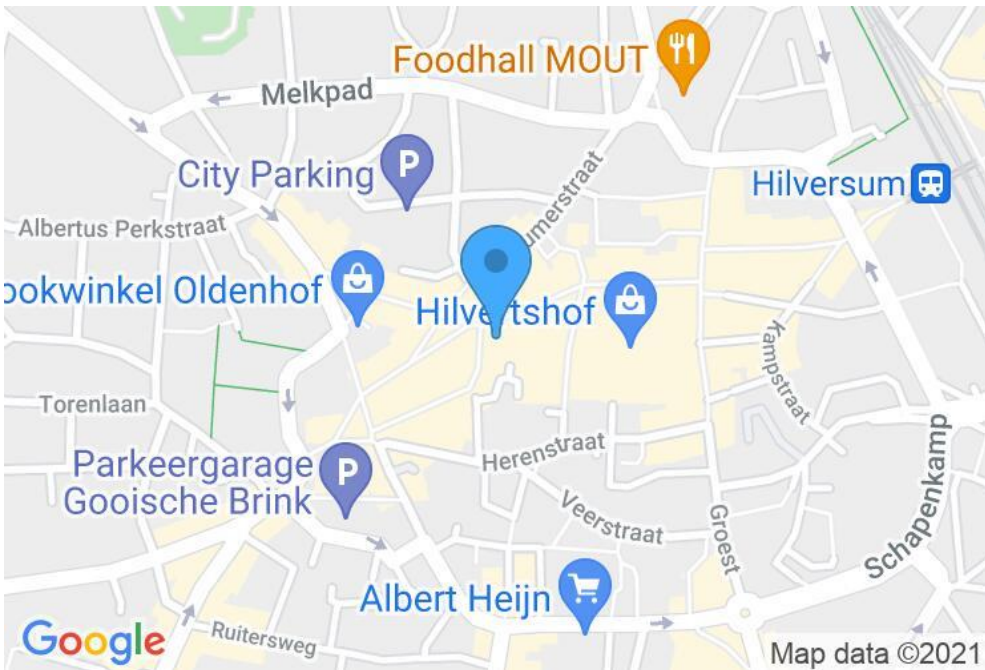 Foodhall MOUT
Melkpad
City Parking
P
Hilversum
Albertus Perkstraat
umerstraat
ookwinkel Oldenhof
Hilvertshof
Kampstraat
Torenlaan
Herenstraat
Parkeergarage
Gooische Brink
P
Veerstraat
Groest
Schapenkamp
Albert Heijn
Ruitersweg
Google
Map data ©2021